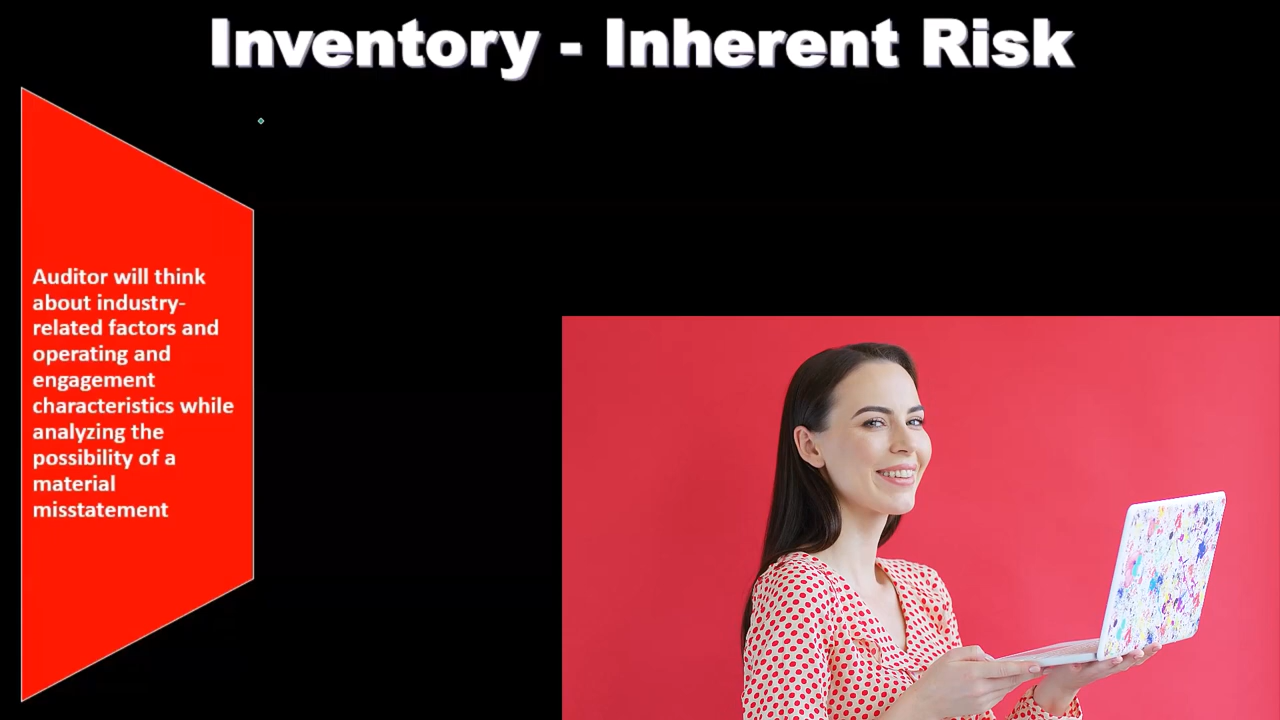 Inventory - Inherent Risk
Auditor will think
about industry-
related factors and
operating and
engagement
characteristics while
analyzing the
possibility of a
material
misstatement